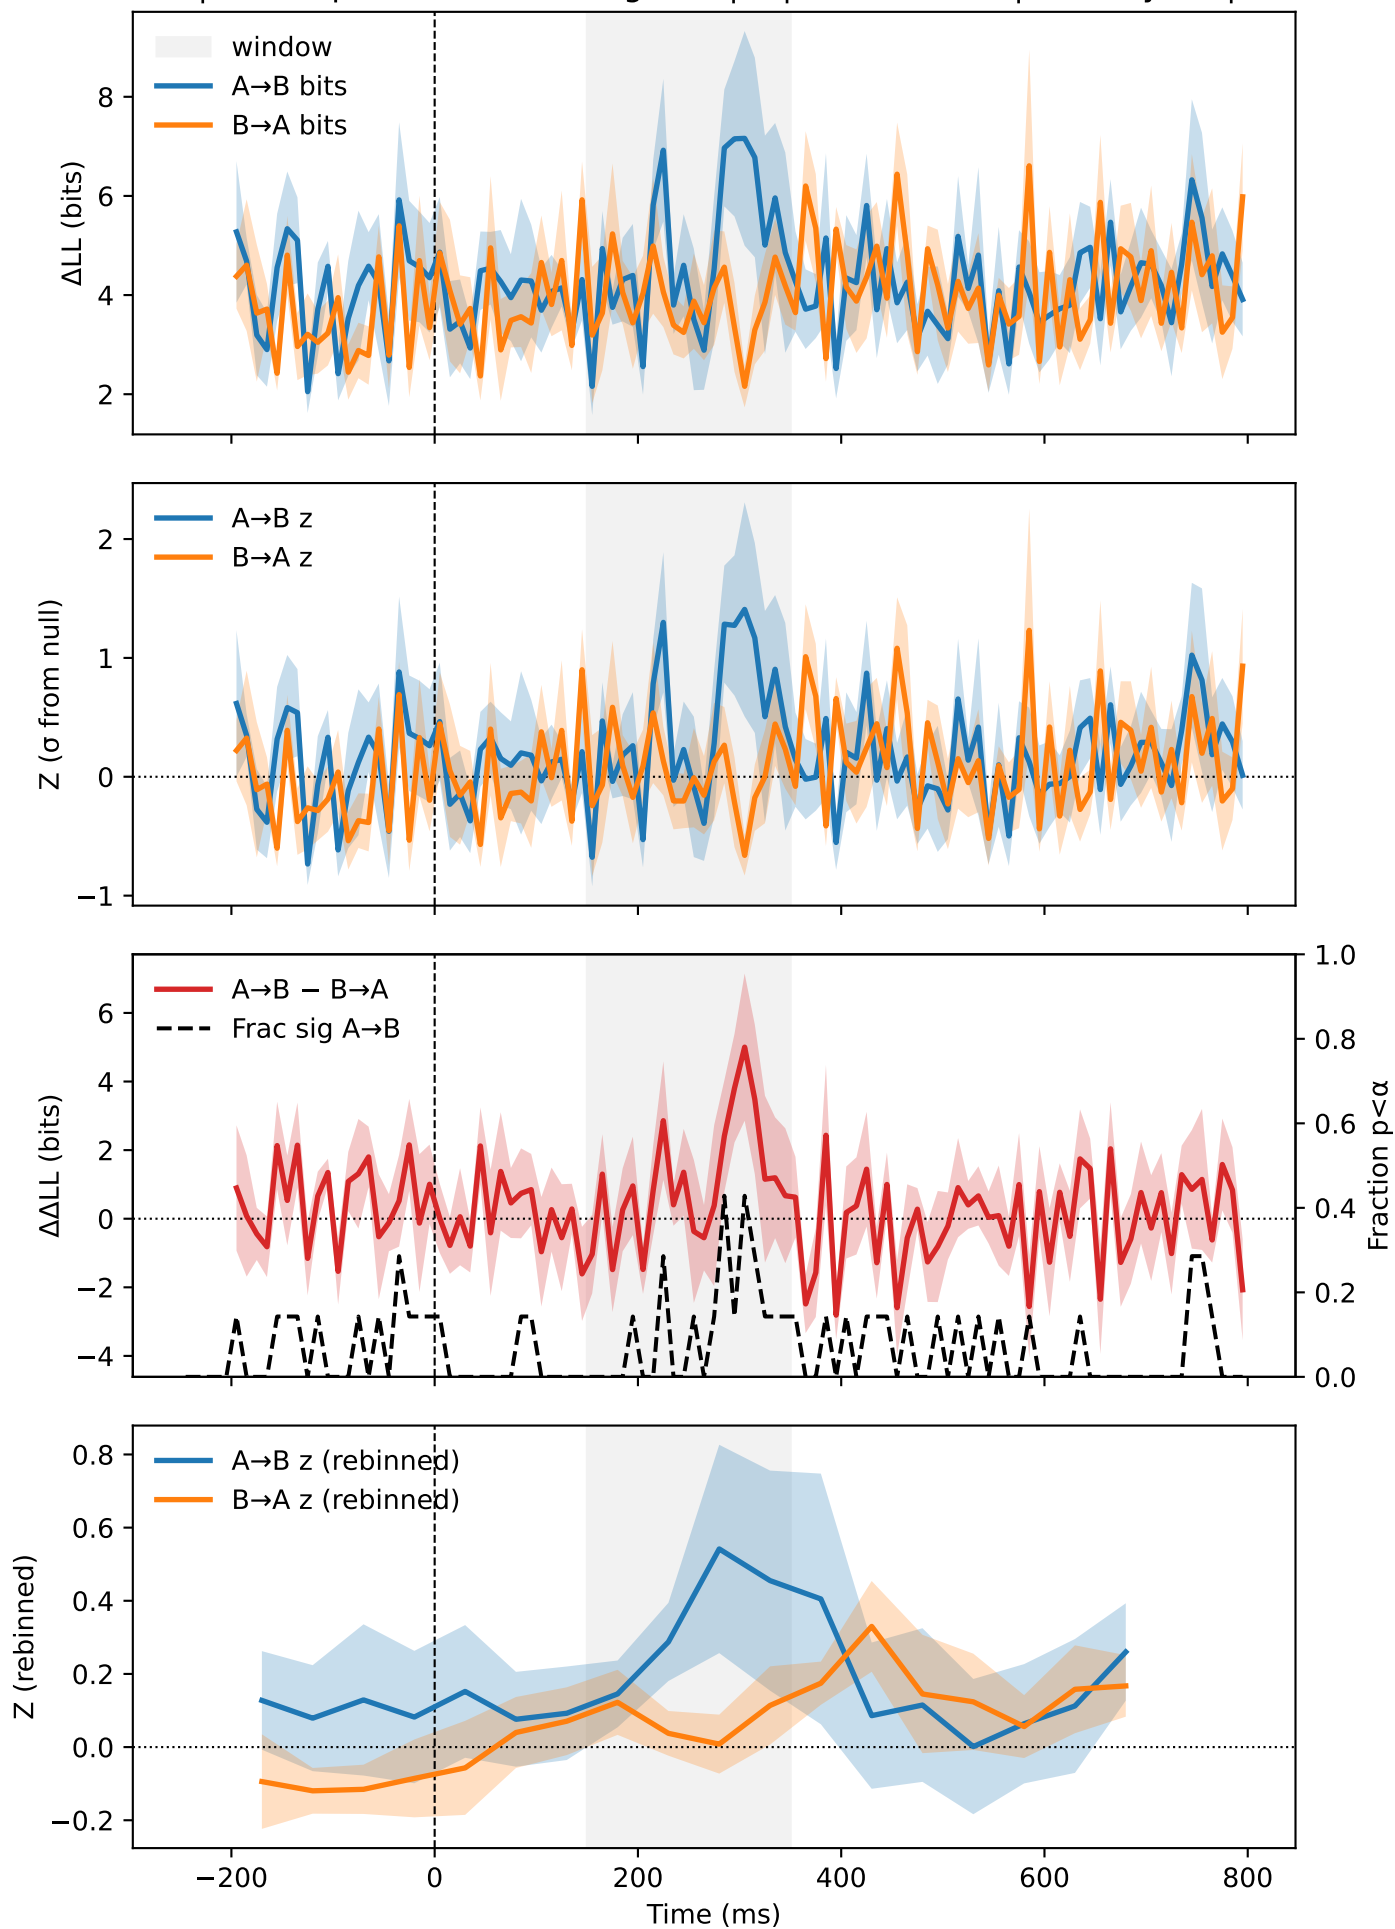 window
A→B bits
B→A bits
ΔLL (bits)
8
6
4
2
A→B z
B→A z
Z (σ from null)
2
1
0
−1
A→B − B→A
Frac sig A→B
ΔΔLL (bits)
6
4
2
0
−2
−4
1.0
0.8
0.6
0.4
0.2
0.0
Fraction p<α
A→B z (rebinned)
B→A z (rebinned)
Z (rebinned)
0.8
0.6
0.4
0.2
0.0
−0.2
−200
0
200
400
600
800
Time (ms)